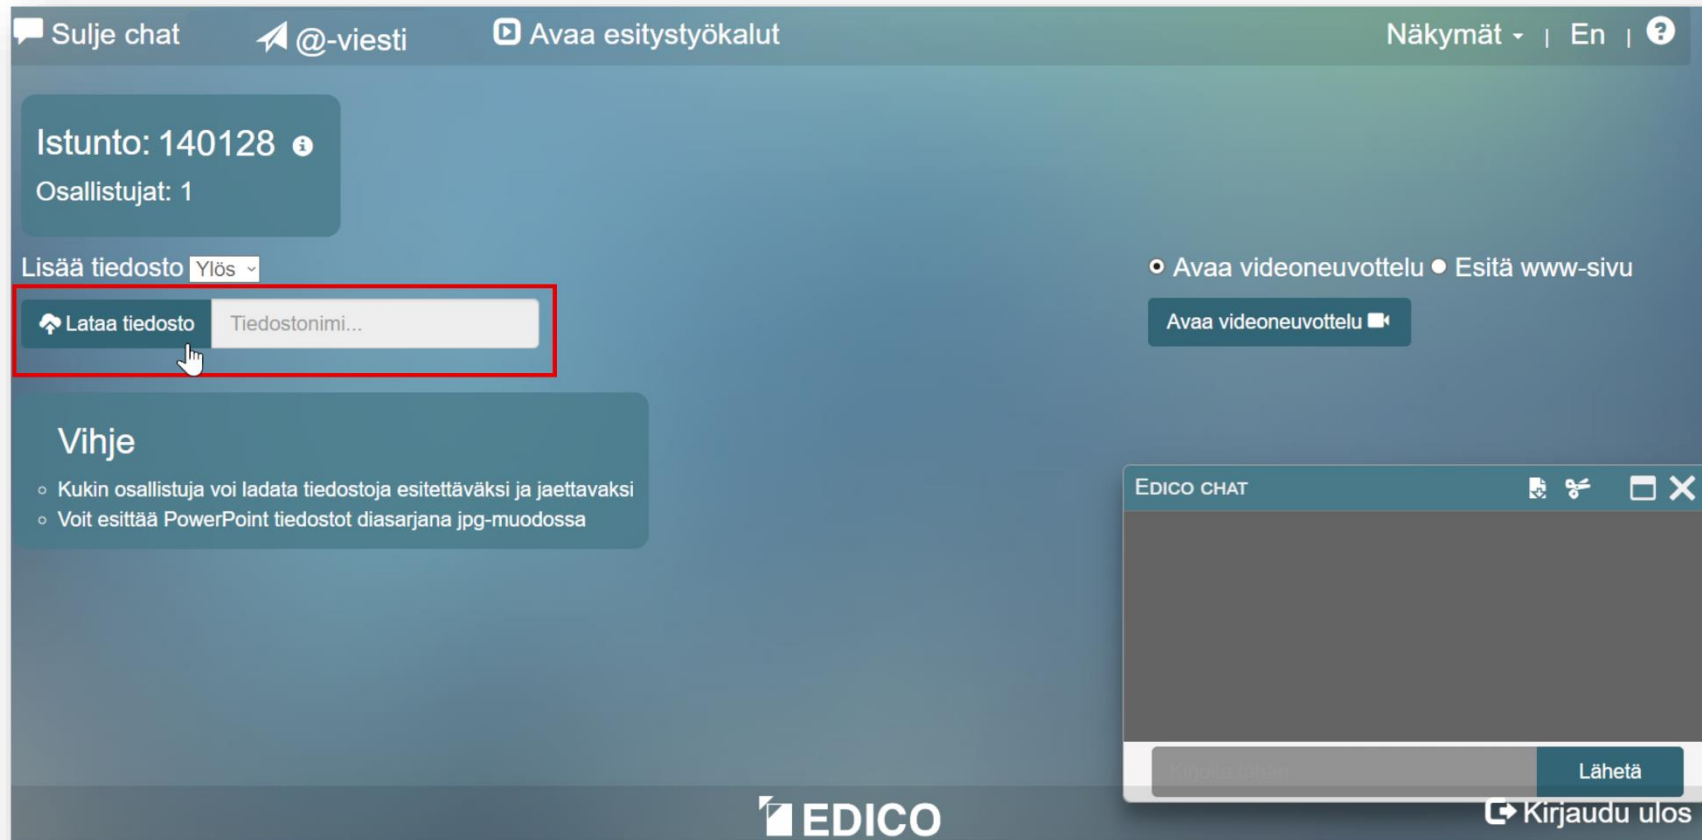 Sulje chat
@-viesti
Avaa esitystyökalut
Näkymät | En |
Istunto: 140128
Osallistujat: 1
Lisää tiedosto Ylös
Avaa videoneuvottelu Esitä www-sivu
Lataa tiedosto Tiedostonimi...
Avaa videoneuvottelu
Vihje
Kukin osallistuja voi ladata tiedostoja esitettäväksi ja jaettavaksi
Voit esittää PowerPoint tiedostot diasarjana jpg-muodossa
EDICO CHAT
Lähetä
EDICO
Kirjaudu ulos